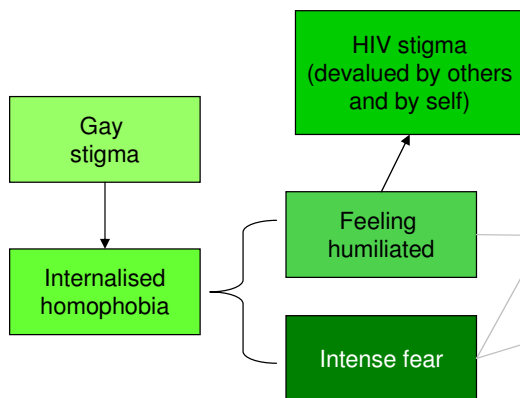 HIV stigma
(devalued by others
and by self)
Gay
stigma
Feeling
humiliated
Internalised
homophobia
Intense fear